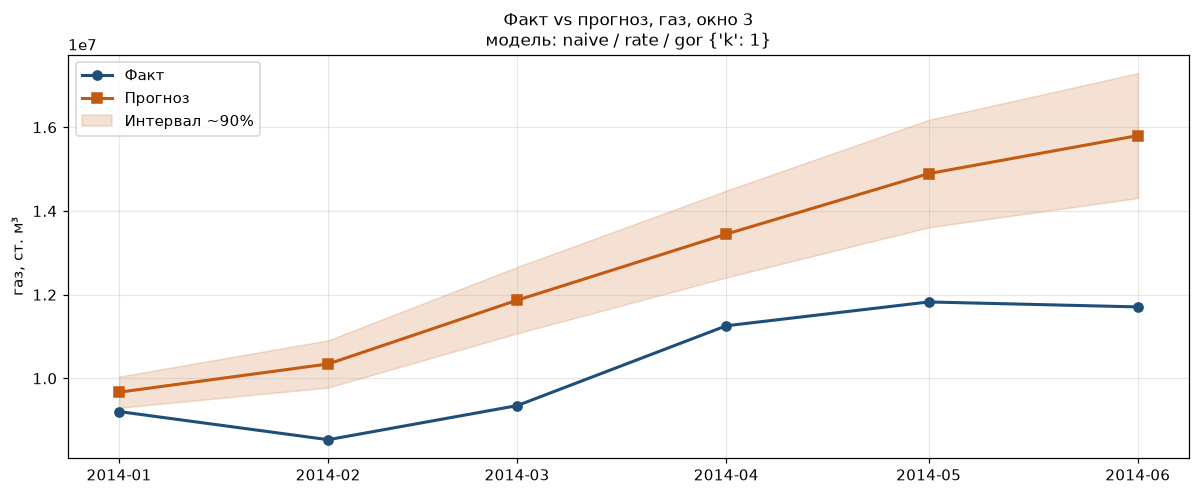 Факт vs прогноз, газ, окно 3
модель: naive / rate / gor {'k': 1}
1e7
Факт
Прогноз
Интервал ~90%
газ, ст. м³
1.6
1.4
1.2
1.0
2014-01
2014-02
2014-03
2014-04
2014-05
2014-06